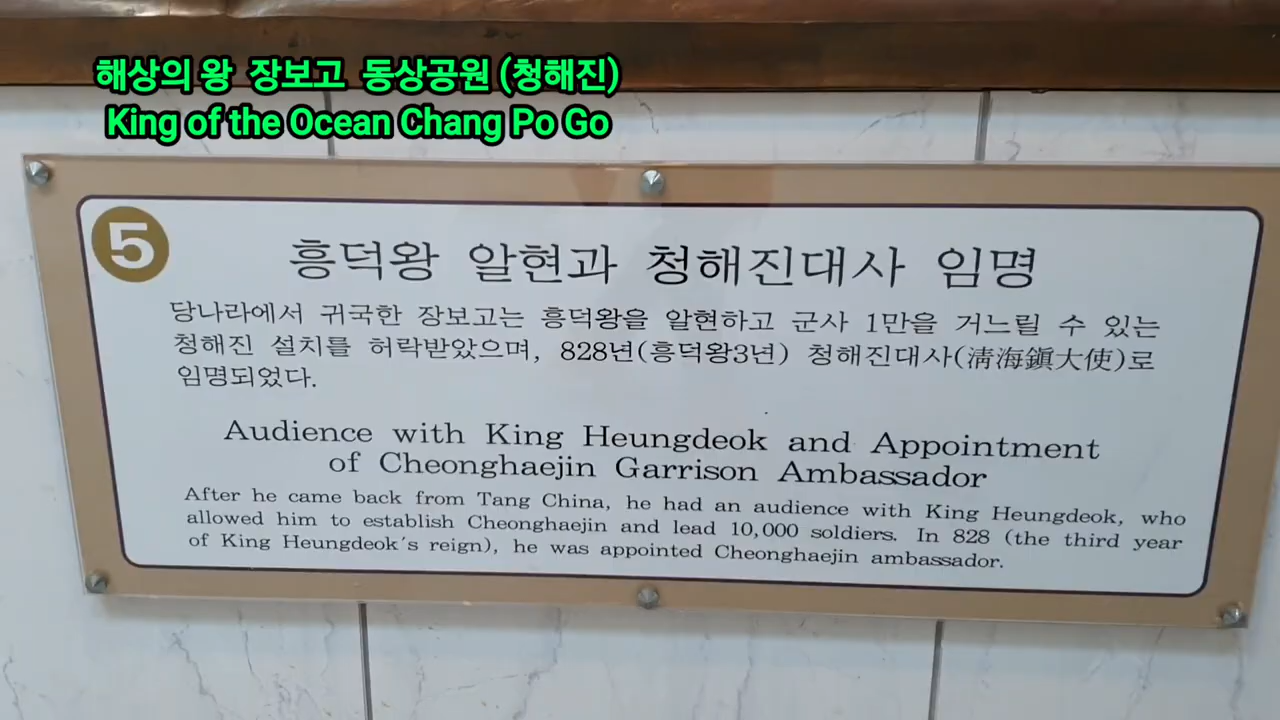 해상의 왕 장보고 동상공원 (청해진)
King of the Ocean Chang Po Go
5
흥덕왕 알현과 청해진대사 임명
당나라에서 귀국한 장보고는 흥덕왕을 알현하고 군사 1만을 거느릴 수 있는
청해진 설치를 허락받았으며, 828년(흥덕왕3년) 청해진대사(淸海鎭大使)로
임명되었다.
Audience with King Heungdeok and Appointment
of Cheonghaejin Garrison Ambassador
After he came back from Tang China, he had an audience with King Heungdeok, who
allowed him to establish Cheonghaejin and lead 10,000 soldiers. In 828 (the third year
of King Heungdeok's reign), he was appointed Cheonghaejin ambassador.